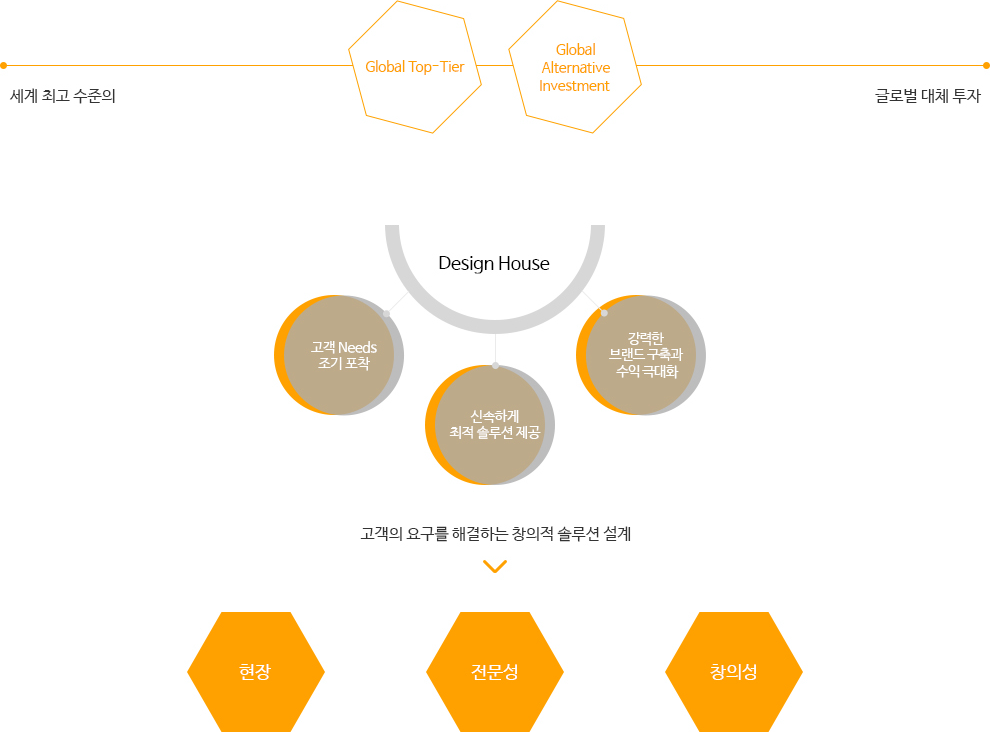 Global Top-Tier
Global
Alternative
Investment
세계 최고 수준의
글로벌 대체 투자
Design House
고객 Needs
조기 포착
신속하게
최적 솔루션 제공
강력한
브랜드 구축과
수익 극대화
고객의 요구를 해결하는 창의적 솔루션 설계
현장
전문성
창의성